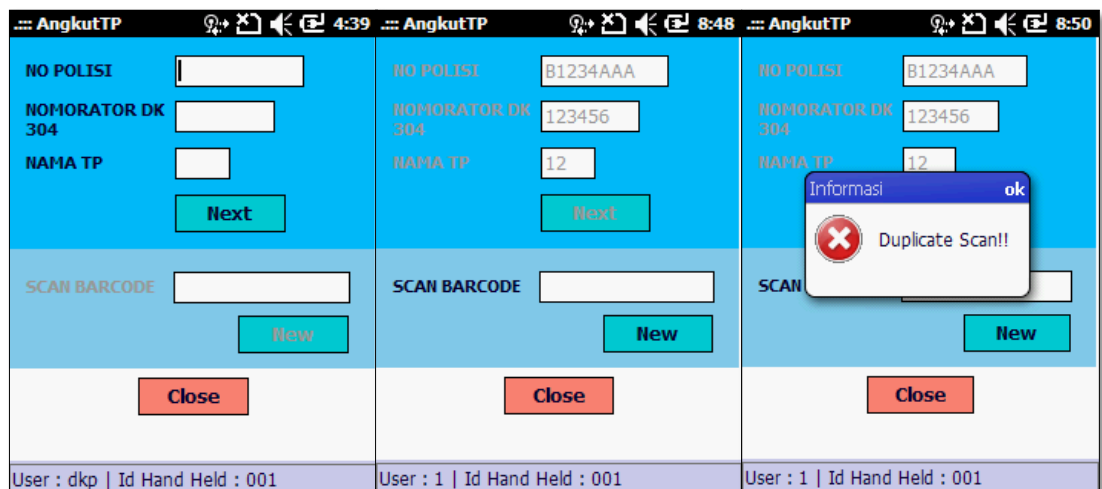 .::: AngkutTP 4:39
NO POLISI
NOMORATOR DK
304
NAMA TP
Next
SCAN BARCODE
New
Close
User : dkp | Id Hand Held : 001
.::: AngkutTP 8:48
NO POLISI B1234AAA
NOMORATOR DK
304 123456
NAMA TP 12
Next
SCAN BARCODE
New
Close
User : 1 | Id Hand Held : 001
.::: AngkutTP 8:50
NO POLISI B1234AAA
NOMORATOR DK
304 123456
NAMA TP 12
Informasi ok
Duplicate Scan!!
SCAN
New
Close
User : 1 | Id Hand Held : 001